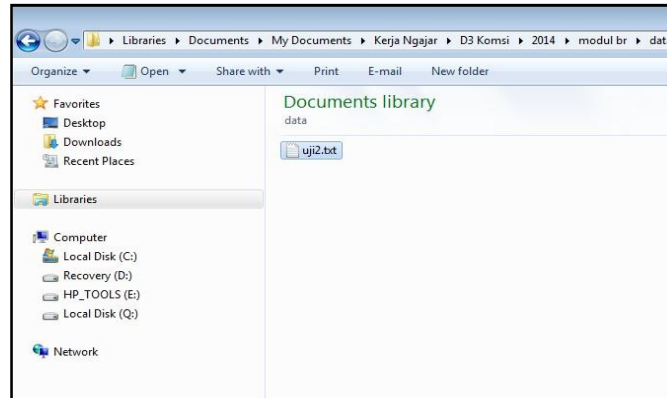 Libraries ▸ Documents ▸ My Documents ▸ Kerja Ngajar ▸ D3 Komsi ▸ 2014 ▸ modul br ▸ dat
Organize Open Share with Print E-mail New folder
Favorites
Desktop
Downloads
Recent Places
Libraries
Computer
Local Disk (C:)
Recovery (D:)
HP_TOOLS (E:)
Local Disk (Q:)
Network
Documents library
data
uji2.txt